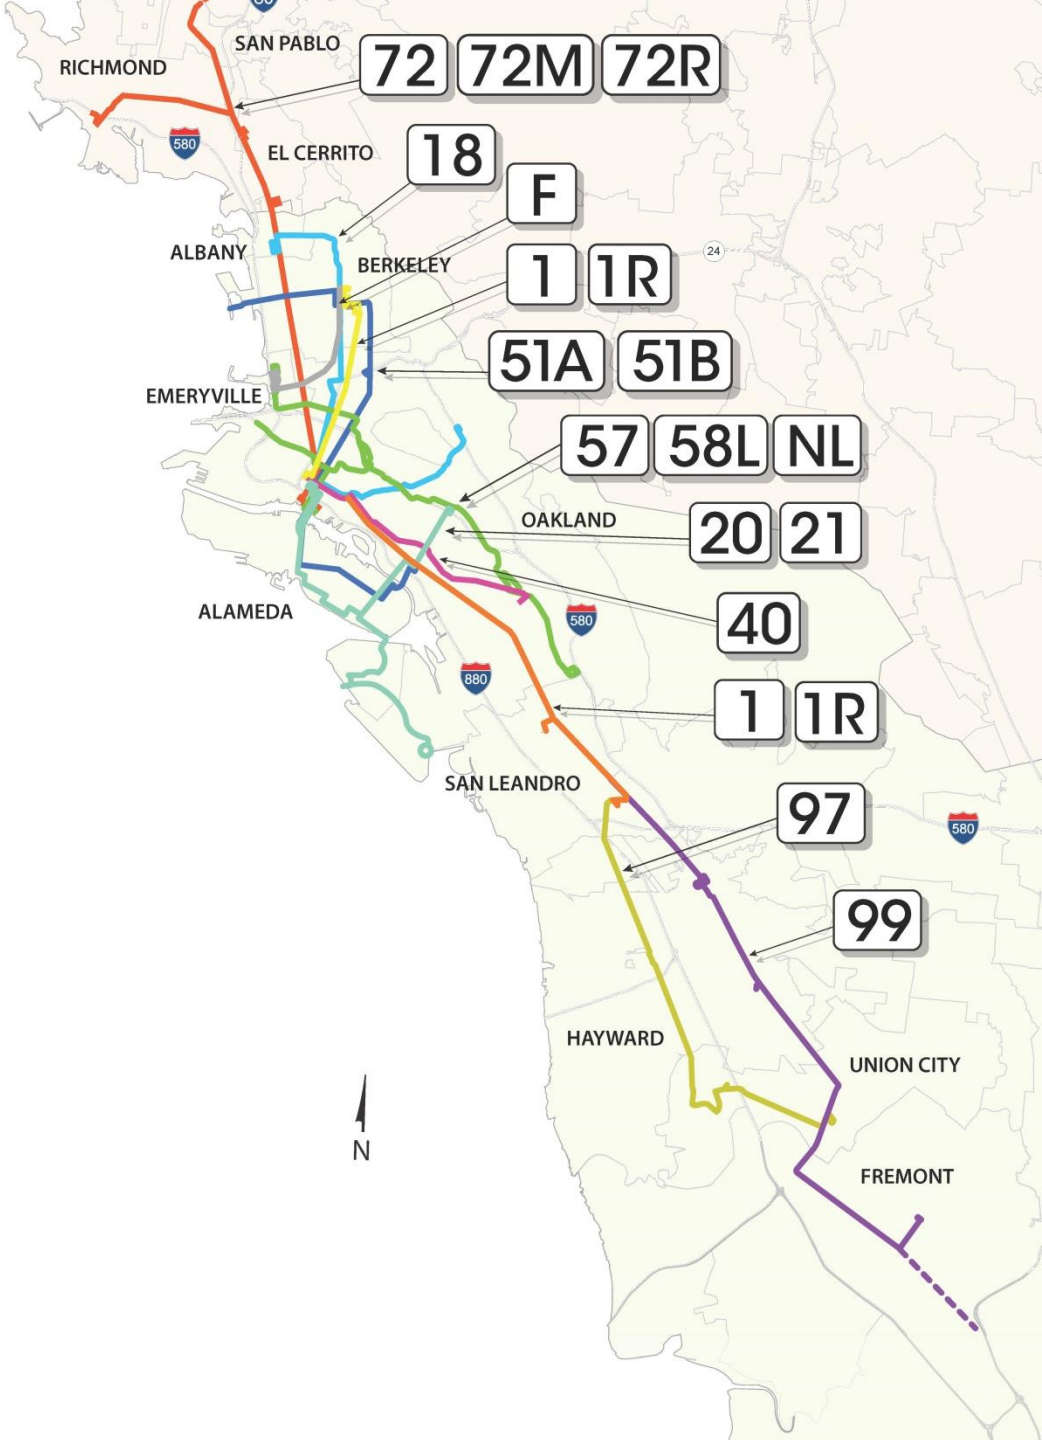 80
SAN PABLO
RICHMOND
72 72M 72R
580
EL CERRITO
18
F
ALBANY
BERKELEY
24
1 1R
51A 51B
EMERYVILLE
57 58L NL
OAKLAND
20 21
ALAMEDA
580
40
880
1 1R
SAN LEANDRO
97
580
99
HAYWARD
UNION CITY
N
FREMONT